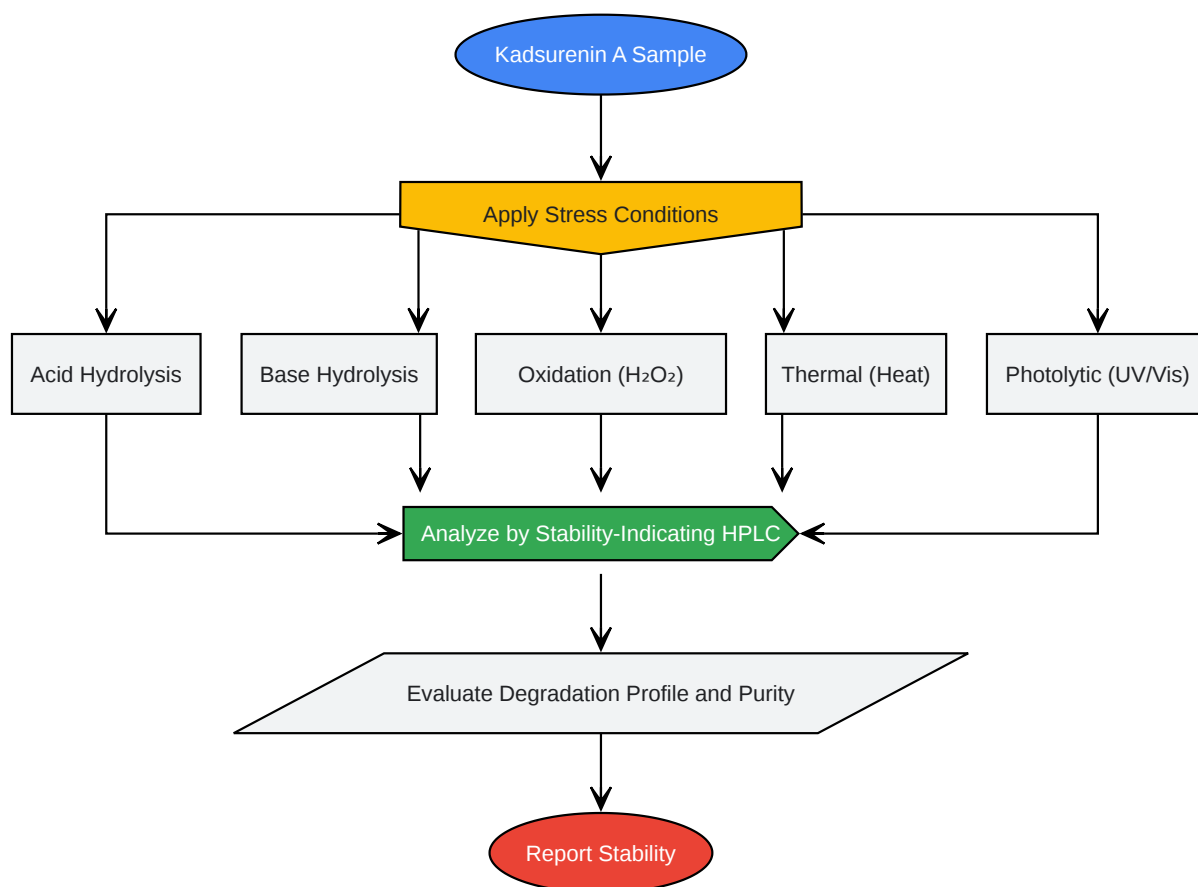 Kadsurenin A Sample
Apply Stress Conditions
Acid Hydrolysis
Base Hydrolysis
Oxidation (H₂O₂)
Thermal (Heat)
Photolytic (UV/Vis)
Analyze by Stability-Indicating HPLC
Evaluate Degradation Profile and Purity
Report Stability